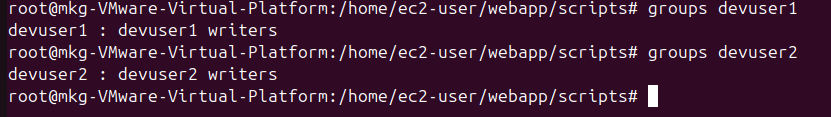 root@mkg-VMware-Virtual-Platform:/home/ec2-user/webapp/scripts# groups devuser1
devuser1 : devuser1 writers
root@mkg-VMware-Virtual-Platform:/home/ec2-user/webapp/scripts# groups devuser2
devuser2 : devuser2 writers
root@mkg-VMware-Virtual-Platform:/home/ec2-user/webapp/scripts#